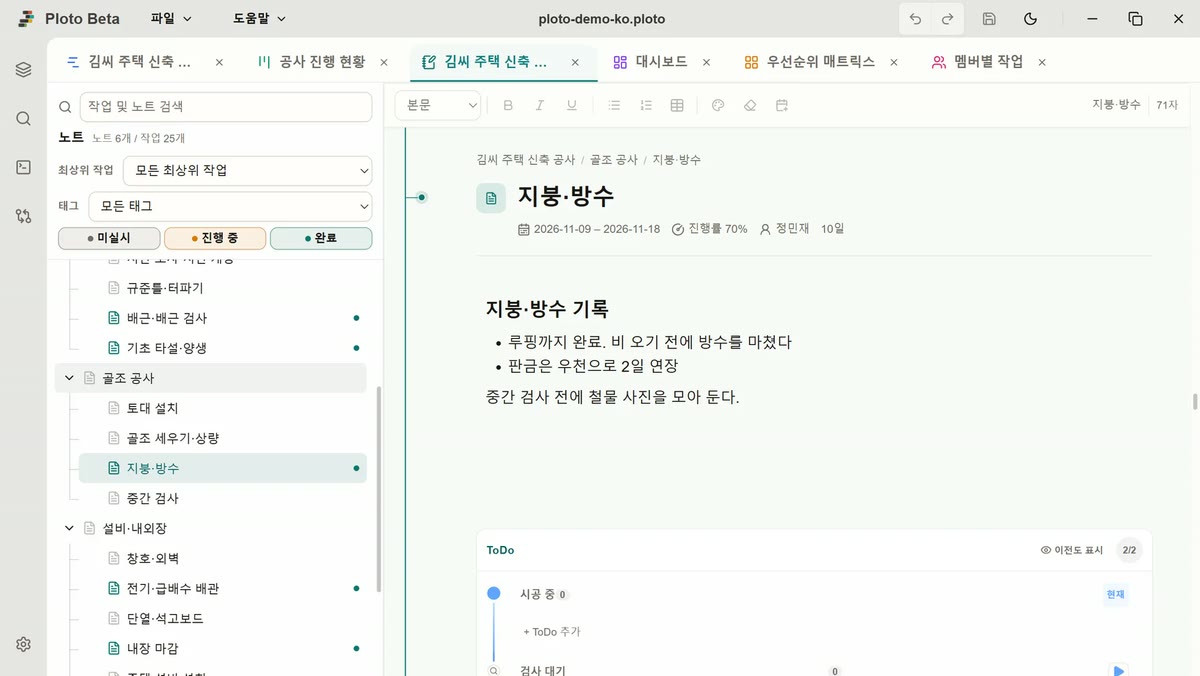 Ploto Beta
파일
도움말
ploto-demo-ko.ploto
김씨 주택 신축 ...
공사 진행 현황
김씨 주택 신축 ...
대시보드
우선순위 매트릭스
멤버별 작업
작업 및 노트 검색
노트 노트 6개 / 작업 25개
최상위 작업 모든 최상위 작업
태그 모든 태그
미실시 진행 중 완료
규준틀·터파기
배근·배근 검사
기초 타설·양생
골조 공사
토대 설치
골조 세우기·상량
지붕·방수
중간 검사
설비·내외장
창호·외벽
전기·급배수 배관
단열·석고보드
내장 마감
본문 B I U
지붕·방수 71자
김씨 주택 신축 공사 / 골조 공사 / 지붕·방수
지붕·방수
2026-11-09 – 2026-11-18 진행률 70% 정민재 10일
지붕·방수 기록
• 루핑까지 완료. 비 오기 전에 방수를 마쳤다
• 판금은 우천으로 2일 연장
중간 검사 전에 철물 사진을 모아 둔다.
ToDo 이전도 표시 2/2
시공 중 0 현재
+ ToDo 추가
검사 대기 0